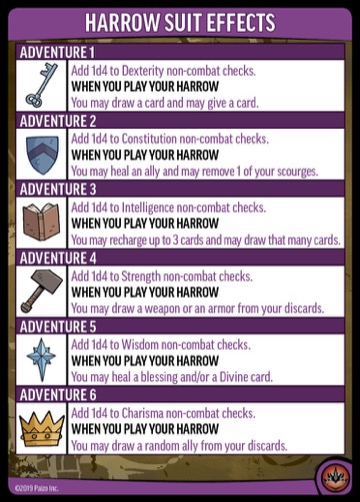 HARROW SUIT EFFECTS
ADVENTURE 1
Add 1d4 to Dexterity non-combat checks.
WHEN YOU PLAY YOUR HARROW
You may draw a card and may give a card.
ADVENTURE 2
Add 1d4 to Constitution non-combat checks.
WHEN YOU PLAY YOUR HARROW
You may heal an ally and may remove 1 of your scourges.
ADVENTURE 3
Add 1d4 to Intelligence non-combat checks.
WHEN YOU PLAY YOUR HARROW
You may recharge up to 3 cards and may draw that many cards.
ADVENTURE 4
Add 1d4 to Strength non-combat checks.
WHEN YOU PLAY YOUR HARROW
You may draw a weapon or an armor from your discards.
ADVENTURE 5
Add 1d4 to Wisdom non-combat checks.
WHEN YOU PLAY YOUR HARROW
You may heal a blessing and/or a Divine card.
ADVENTURE 6
Add 1d4 to Charisma non-combat checks.
WHEN YOU PLAY YOUR HARROW
You may draw a random ally from your discards.
©2019 Paizo Inc.